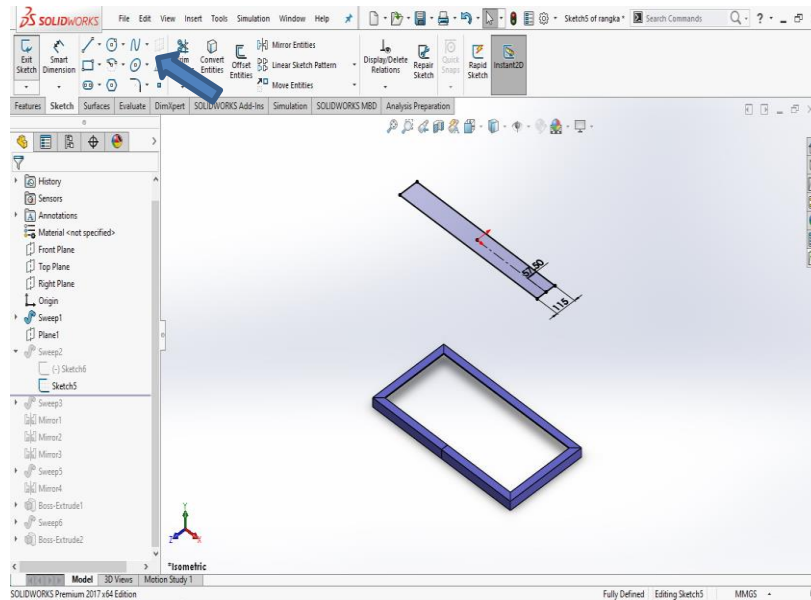 SOLIDWORKS File Edit View Insert Tools Simulation Window Help Sketch5 of rangka * Search Commands
Exit Sketch
Smart Dimension
Convert Entities
Offset Entities
Mirror Entities
Linear Sketch Pattern
Move Entities
Display/Delete Relations
Repair Sketch
Quick Snaps
Rapid Sketch
Instant2D
Features Sketch Surfaces Evaluate DimXpert SOLIDWORKS Add-Ins Simulation SOLIDWORKS MBD Analysis Preparation
History
Sensors
Annotations
Material <not specified>
Front Plane
Top Plane
Right Plane
Origin
Sweep1
Plane1
Sweep2
(-) Sketch6
Sketch5
Sweep3
Mirror1
Mirror2
Mirror3
Sweep5
Mirror4
Boss-Extrude1
Sweep6
Boss-Extrude2
57,50
115
Y
Z
X
*Isometric
Model 3D Views Motion Study 1
SOLIDWORKS Premium 2017 x64 Edition Fully Defined Editing Sketch5 MMGS